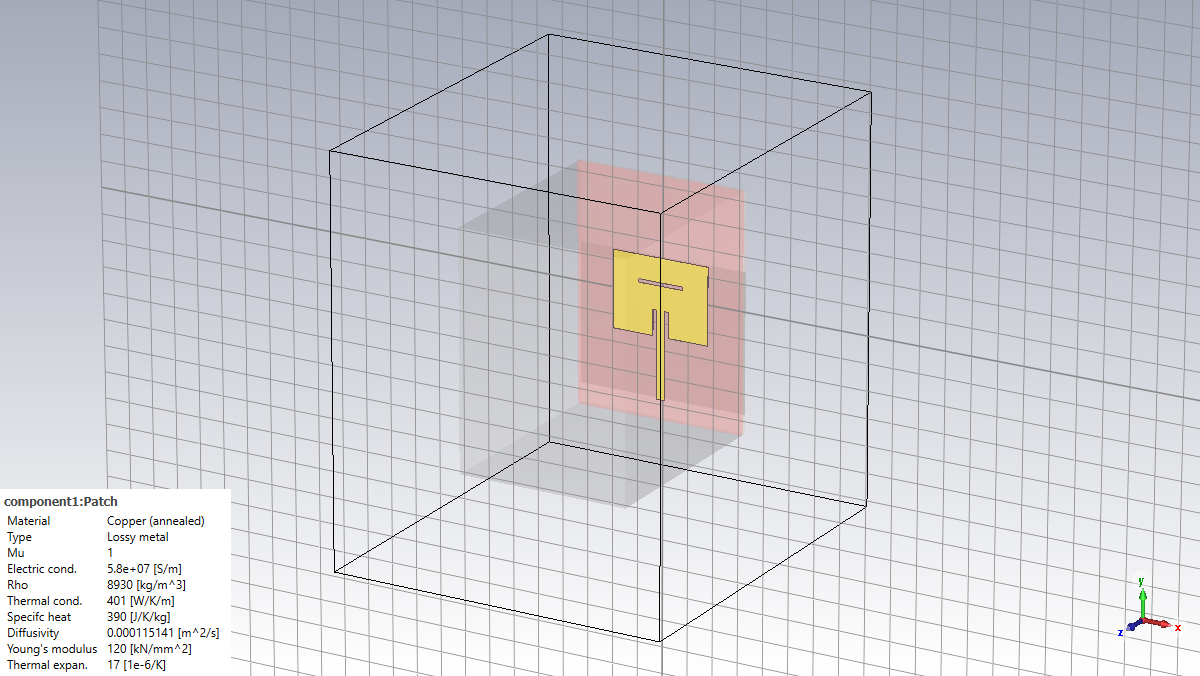 component1:Patch
Material Copper (annealed)
Type Lossy metal
Mu 1
Electric cond. 5.8e+07 [S/m]
Rho 8930 [kg/m^3]
Thermal cond. 401 [W/K/m]
Specifc heat 390 [J/K/kg]
Diffusivity 0.000115141 [m^2/s]
Young's modulus 120 [kN/mm^2]
Thermal expan. 17 [1e-6/K]
y
z
x